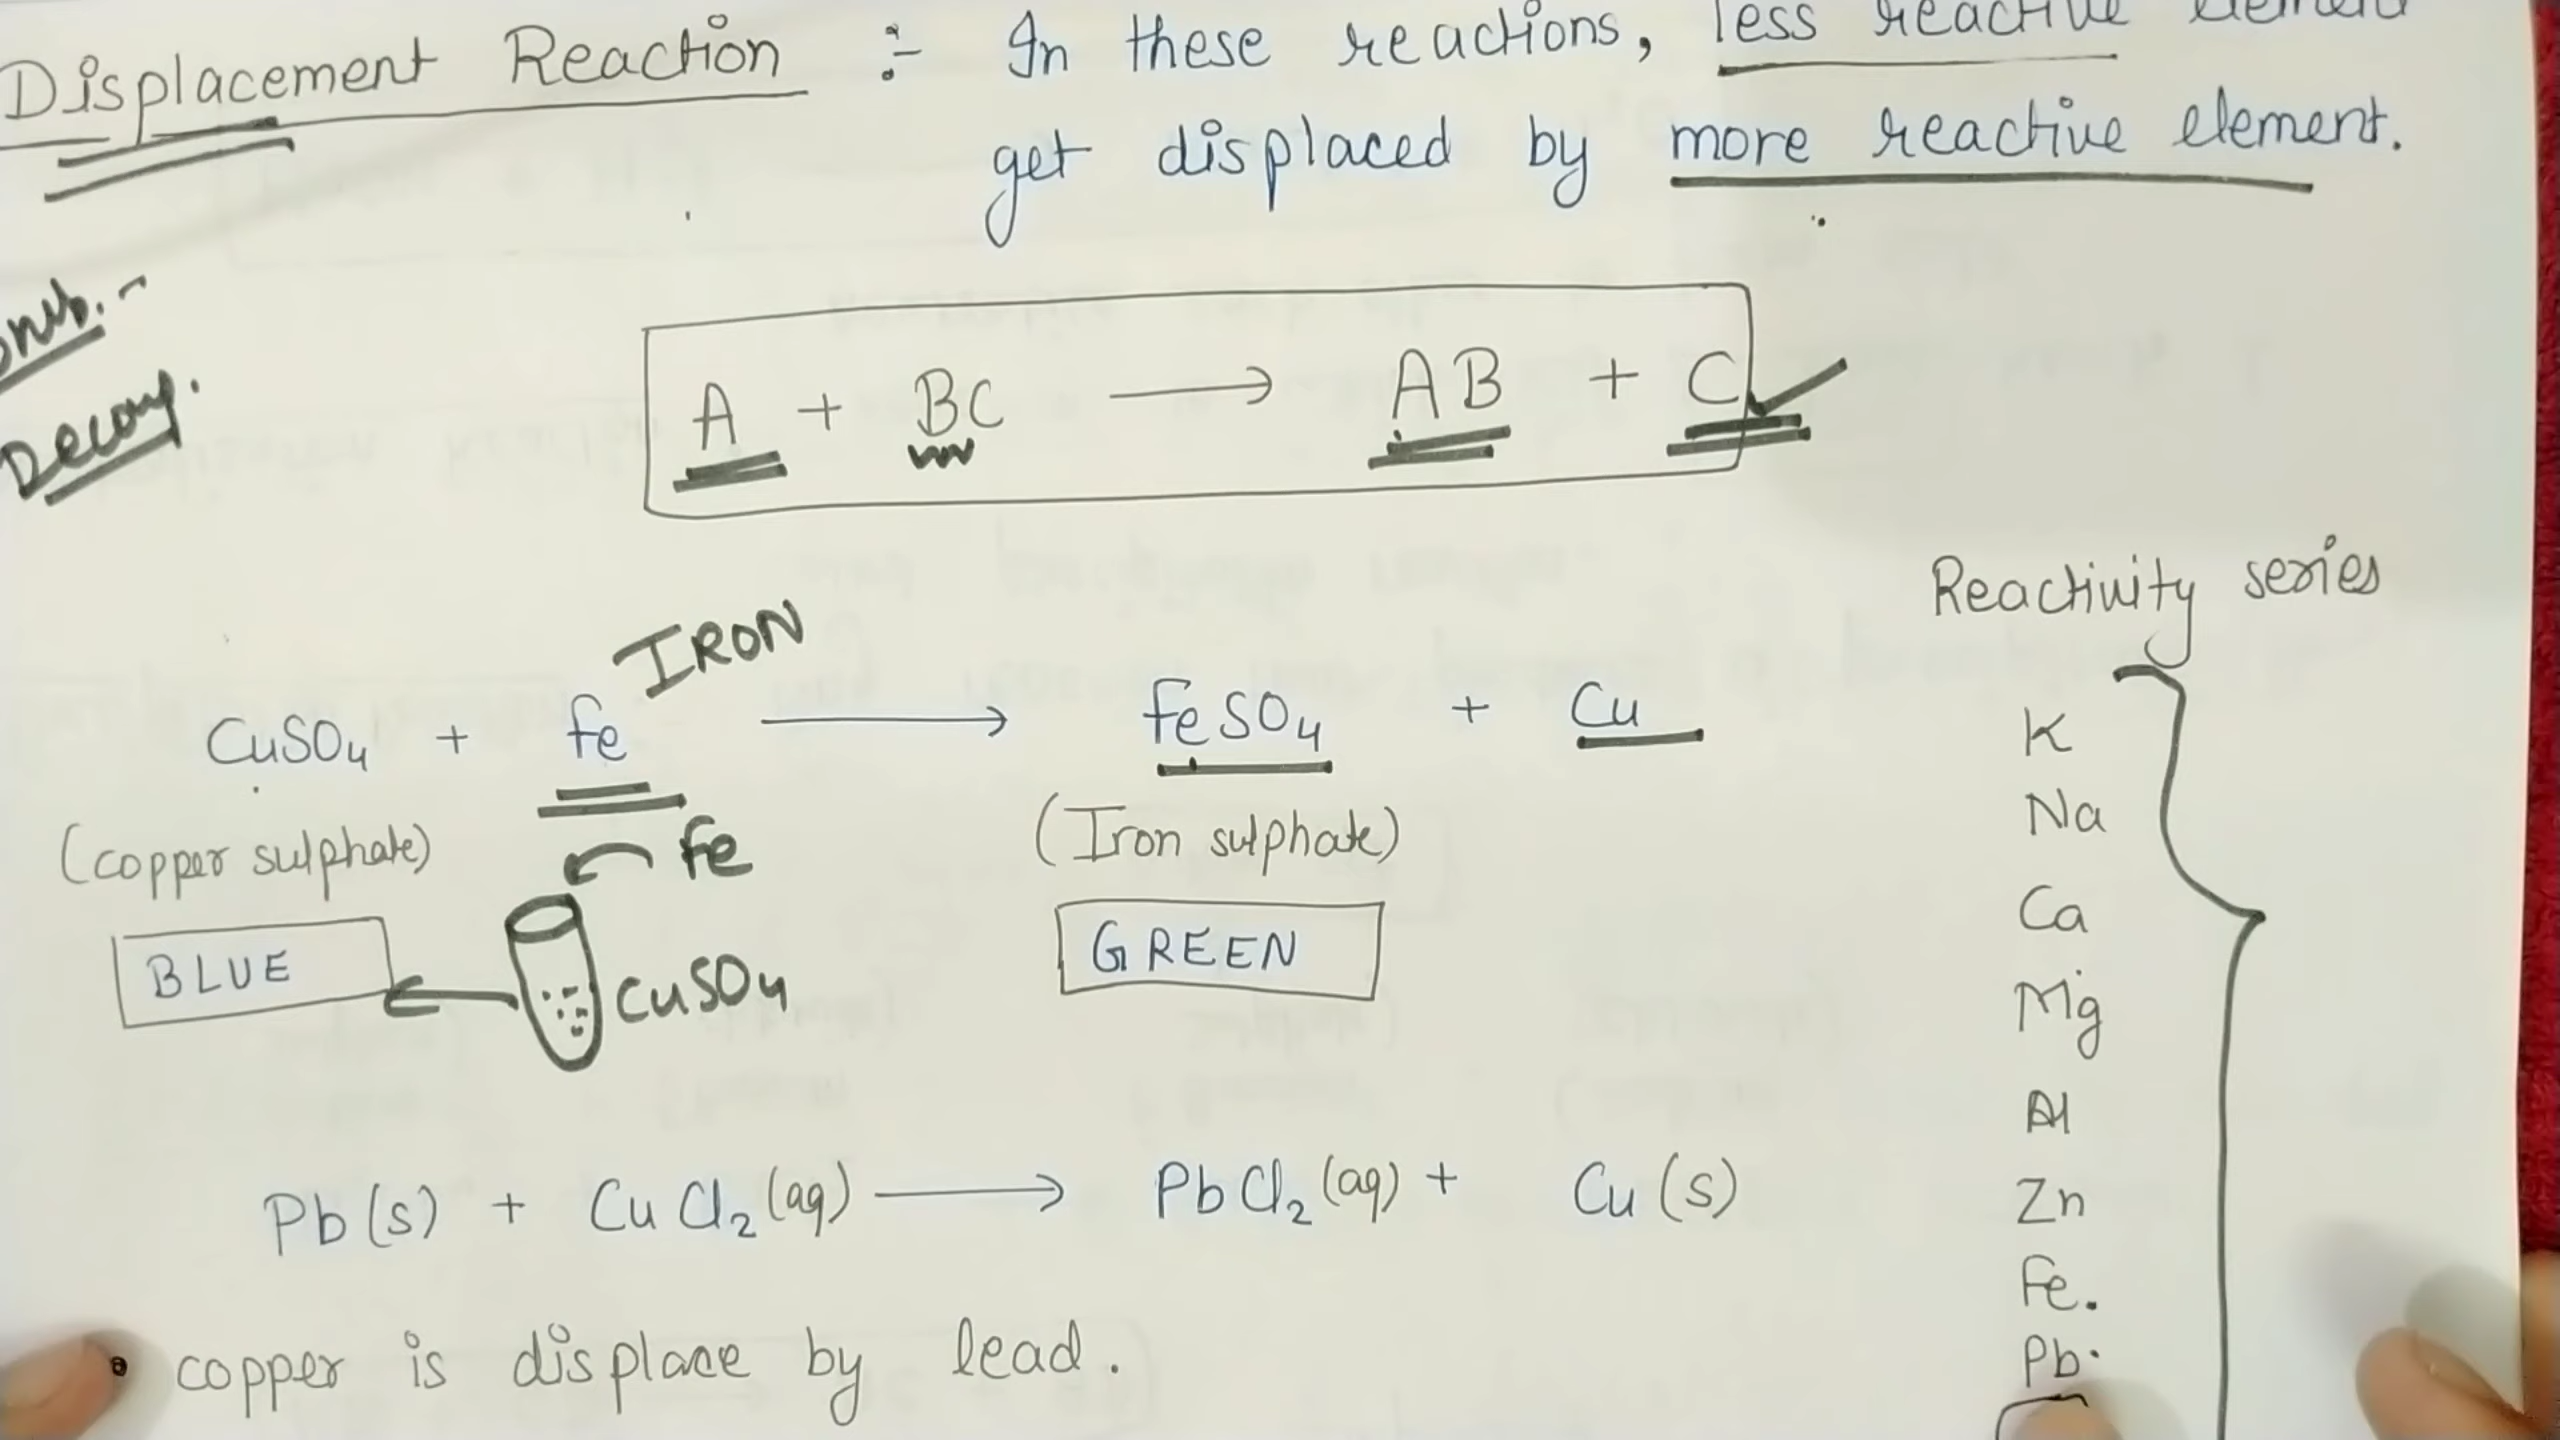 Displacement Reaction :- In these reactions, less reactive element
get displaced by more reactive element.
Decomp.
A + BC → AB + C
Reactivity series
IRON
CuSO₄ + Fe → FeSO₄ + Cu
(copper sulphate)
(Iron sulphate)
Fe
BLUE
CuSO₄
GREEN
K
Na
Ca
Mg
Al
Zn
Fe.
Pb.
Pb(s) + CuCl₂(aq) → PbCl₂(aq) + Cu(s)
• copper is displace by lead.